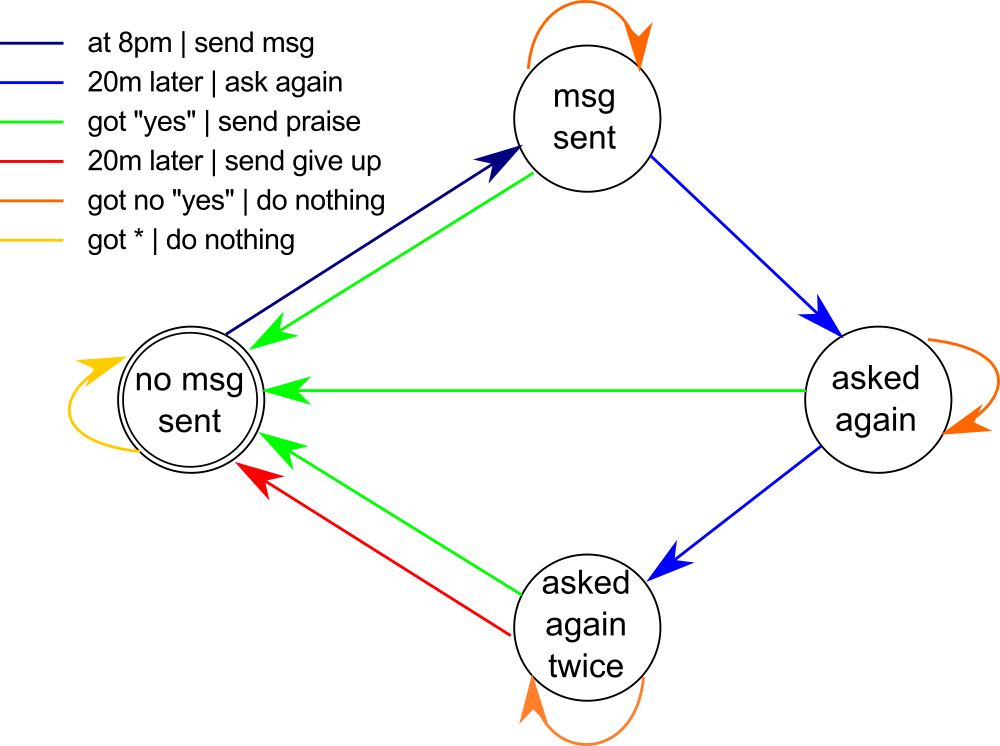 at 8pm | send msg
20m later | ask again
got "yes" | send praise
20m later | send give up
got no "yes" | do nothing
got * | do nothing
msg
sent
no msg
sent
asked
again
asked
again
twice